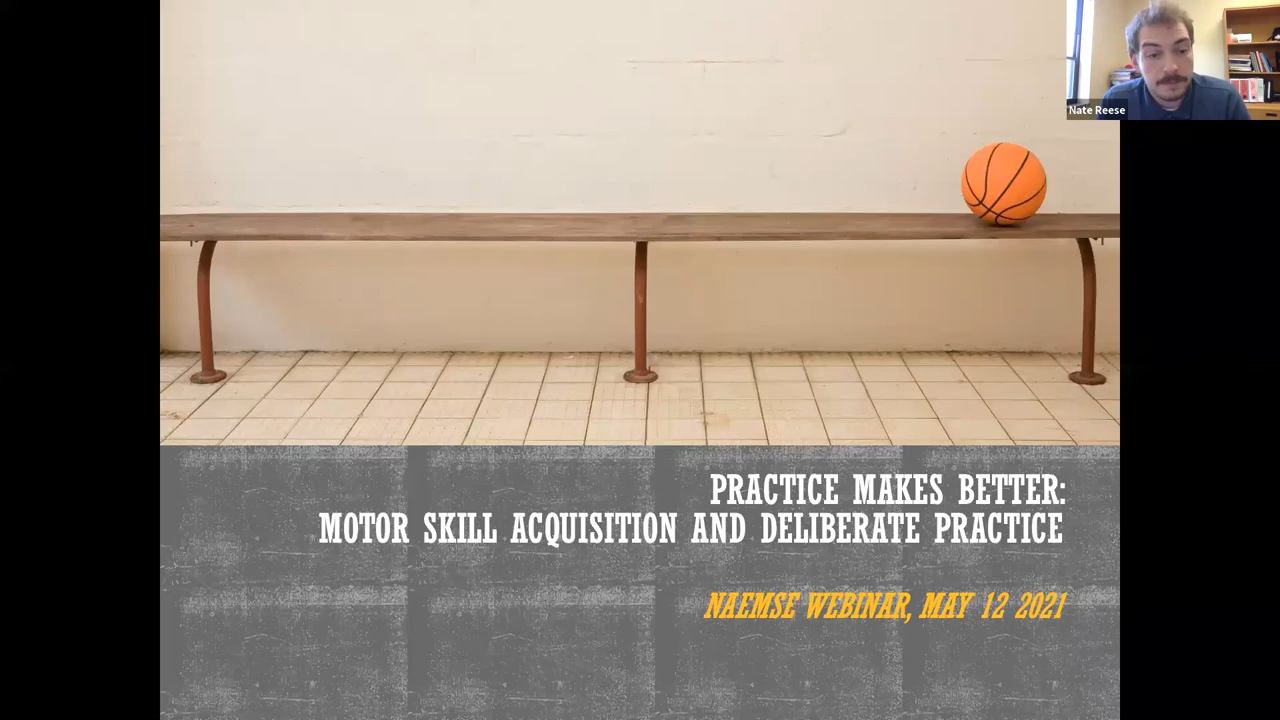 Nate Reese
PRACTICE MAKES BETTER:
MOTOR SKILL ACQUISITION AND DELIBERATE PRACTICE
NAEMSE WEBINAR, MAY 12 2021